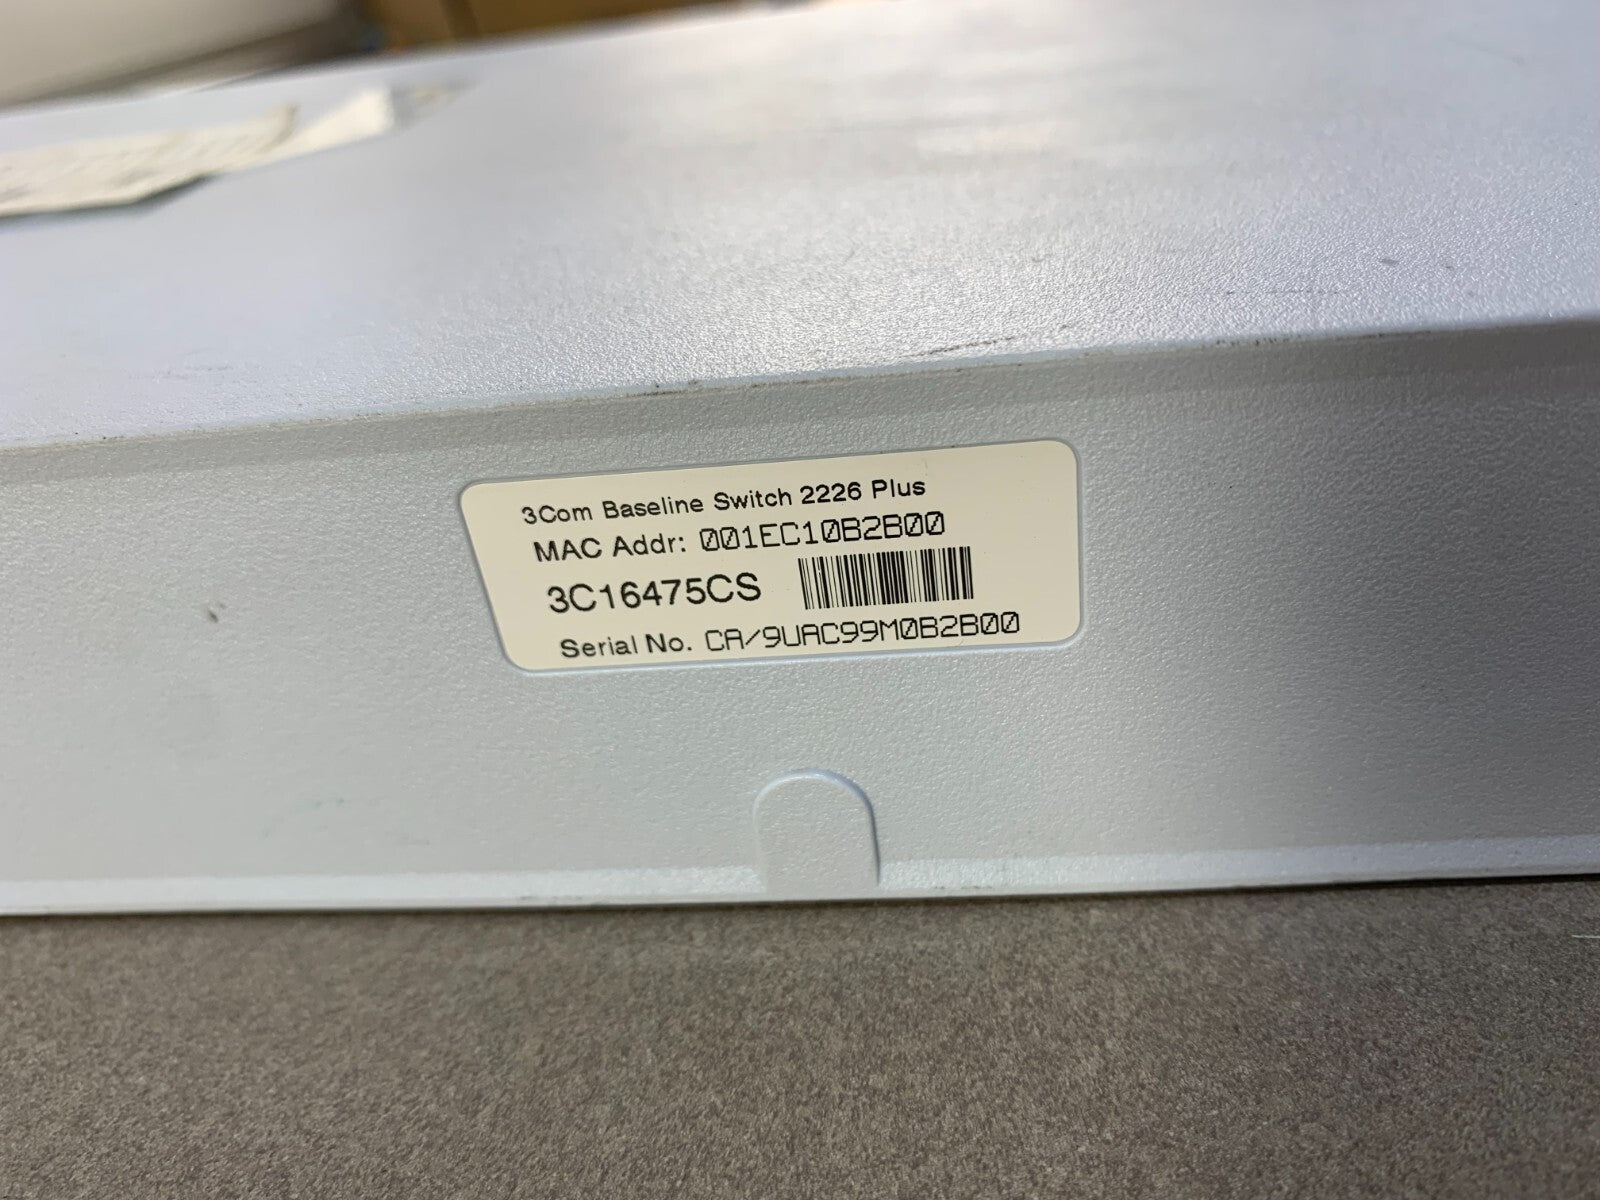 3Com Baseline Switch 2226 Plus
MAC Addr: 001EC10B2B00
3C16475CS
Serial No. CA/9UAC99M0B2B00